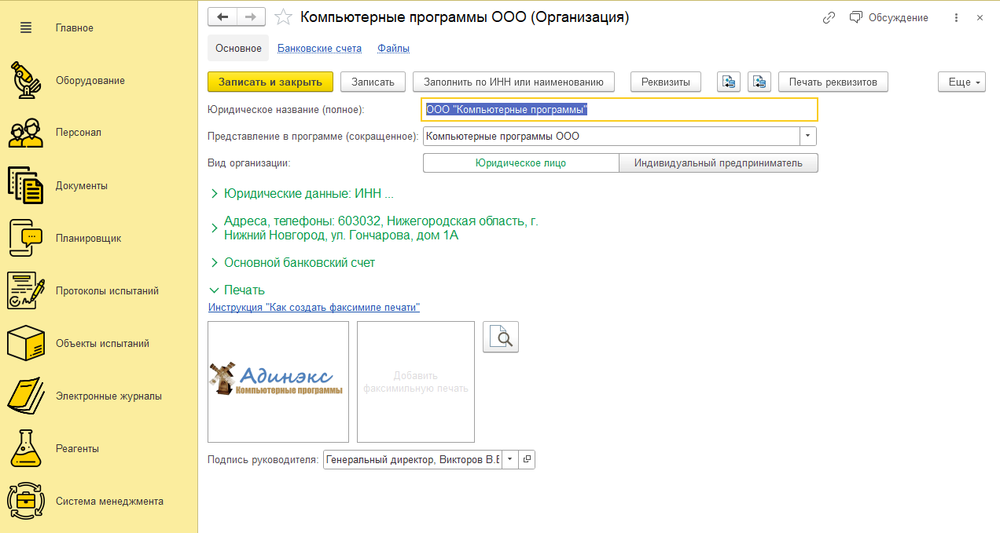 Главное
Оборудование
Персонал
Документы
Планировщик
Протоколы испытаний
Объекты испытаний
Электронные журналы
Реагенты
Система менеджмента
Компьютерные программы ООО (Организация)
Обсуждение
Основное Банковские счета Файлы
Записать и закрыть Записать Заполнить по ИНН или наименованию Реквизиты Печать реквизитов Еще
Юридическое название (полное): ООО "Компьютерные программы"
Представление в программе (сокращенное): Компьютерные программы ООО
Вид организации: Юридическое лицо Индивидуальный предприниматель
Юридические данные: ИНН ...
Адреса, телефоны: 603032, Нижегородская область, г.
Нижний Новгород, ул. Гончарова, дом 1А
Основной банковский счет
Печать
Инструкция "Как создать факсимиле печати"
Адинэкс
Компьютерные программы
Добавить
факсимильную печать
Подпись руководителя: Генеральный директор, Викторов В.Е